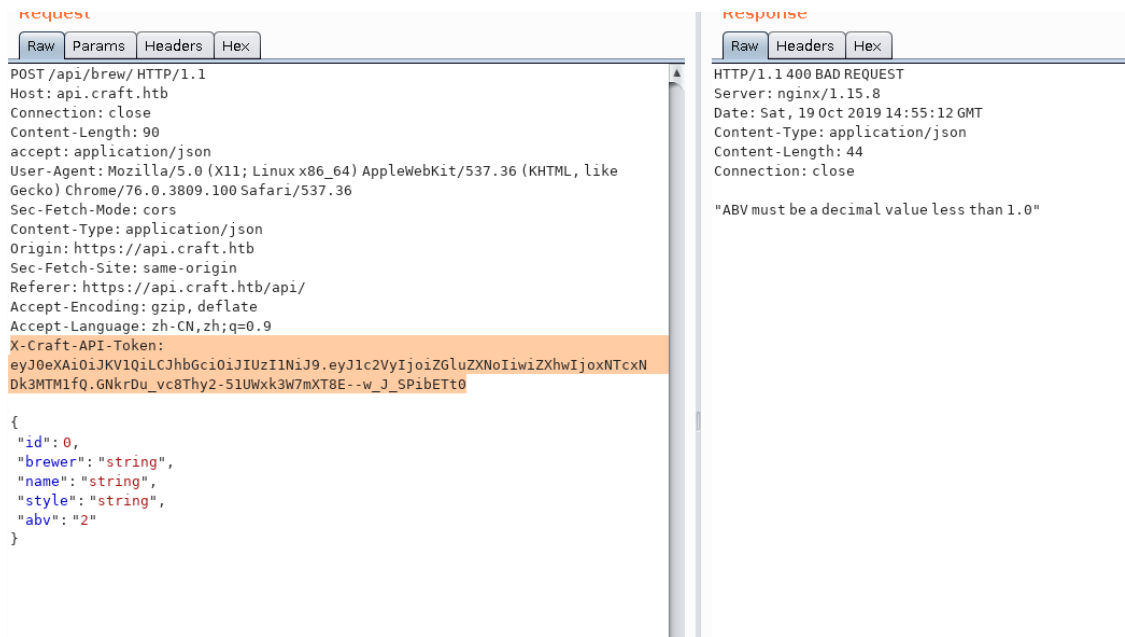 Request
Raw Params Headers Hex
POST /api/brew/ HTTP/1.1
Host: api.craft.htb
Connection: close
Content-Length: 90
accept: application/json
User-Agent: Mozilla/5.0 (X11; Linux x86_64) AppleWebKit/537.36 (KHTML, like
Gecko) Chrome/76.0.3809.100 Safari/537.36
Sec-Fetch-Mode: cors
Content-Type: application/json
Origin: https://api.craft.htb
Sec-Fetch-Site: same-origin
Referer: https://api.craft.htb/api/
Accept-Encoding: gzip, deflate
Accept-Language: zh-CN,zh;q=0.9
X-Craft-API-Token:
eyJ0eXAiOiJKV1QiLCJhbGciOiJIUzI1NiJ9.eyJ1c2VyIjoiZGluZXNoIiwiZXhwIjoxNTcxN
Dk3MTM1fQ.GNkrDu_vc8Thy2-51UWxk3W7mXT8E--w_J_SPibETt0
{
"id": 0,
"brewer": "string",
"name": "string",
"style": "string",
"abv": "2"
}
Response
Raw Headers Hex
HTTP/1.1 400 BAD REQUEST
Server: nginx/1.15.8
Date: Sat, 19 Oct 2019 14:55:12 GMT
Content-Type: application/json
Content-Length: 44
Connection: close
"ABV must be a decimal value less than 1.0"